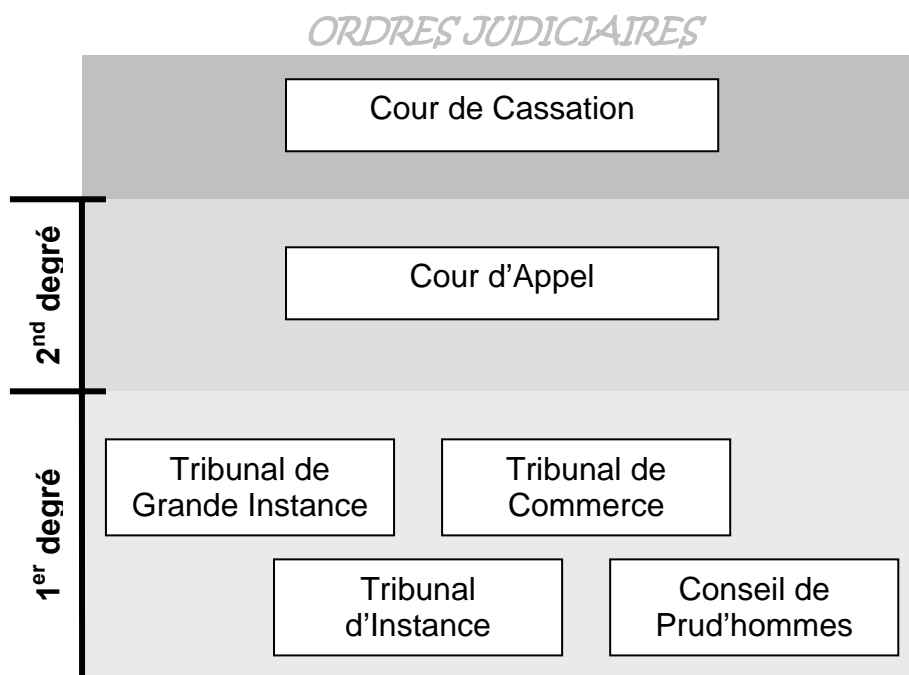 ORDRES JUDICIAIRES
Cour de Cassation
2nd degré
Cour d’Appel
1er degré
Tribunal de
Grande Instance
Tribunal de
Commerce
Tribunal
d’Instance
Conseil de
Prud’hommes